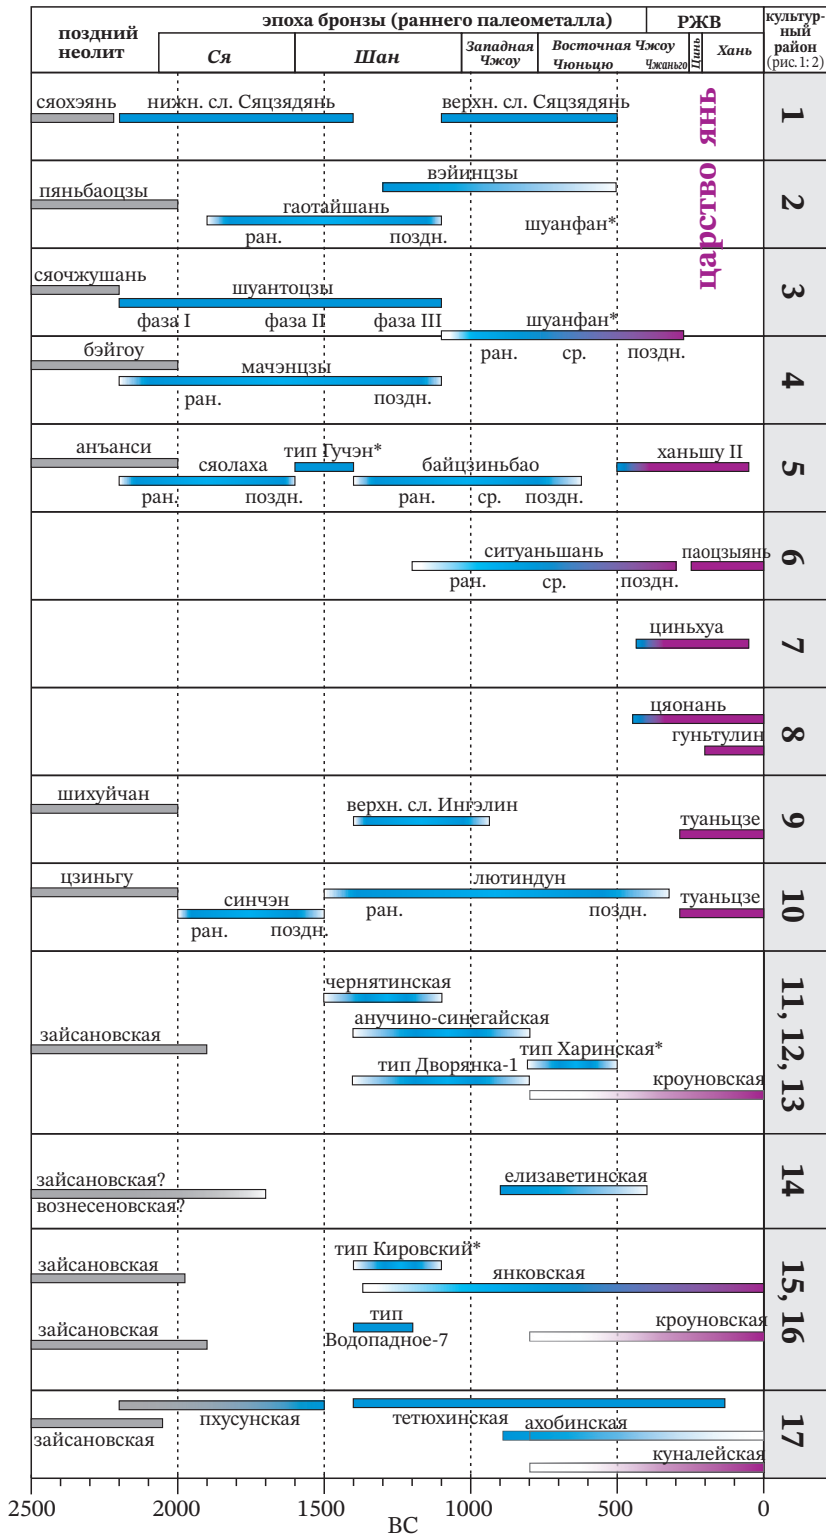 поздний
неолит
эпоха бронзы (раннего палеометалла)
РЖВ
культур-
ный
район
(рис.1: 2)
Ся
Шан
Западная
Чжоу
Восточная Чжоу
Чюньцю
Чжаньго
Цинь
Хань
сяохэянь
нижн. сл. Сяцзядянь
верхн. сл. Сяцзядянь
царство янь
1
пяньбаоцзы
вэйинцзы
гаотайшань
ран.
поздн.
шуанфан*
2
сяочжушань
шуантоцзы
фаза I
фаза II
фаза III
шуанфан*
ран.
ср.
поздн.
3
бэйгоу
мачэнцзы
ран.
поздн.
4
анъанси
сяолаха
ран.
поздн.
тип Гучэн*
байцзиньбао
ран.
ср.
поздн.
ханьшу II
5
ситуаньшань
ран.
ср.
поздн.
паоцзыянь
6
циньхуа
7
цяонань
гуньтулин
8
шихуйчан
верхн. сл. Ингэлин
туаньцзе
9
цзиньгу
синчэн
ран.
поздн.
лютиндун
ран.
поздн.
туаньцзе
10
чернятинская
анучино-синегайская
зайсановская
тип Харинская*
тип Дворянка-1
кроуновская
11, 12, 13
зайсановская?
вознесеновская?
елизаветинская
14
тип Кировский*
зайсановская
янковская
тип
Водопадное-7
зайсановская
кроуновская
15, 16
пхусунская
тетюхинская
ахобинская
зайсановская
куналейская
17
2500
2000
1500
1000
500
0
BC